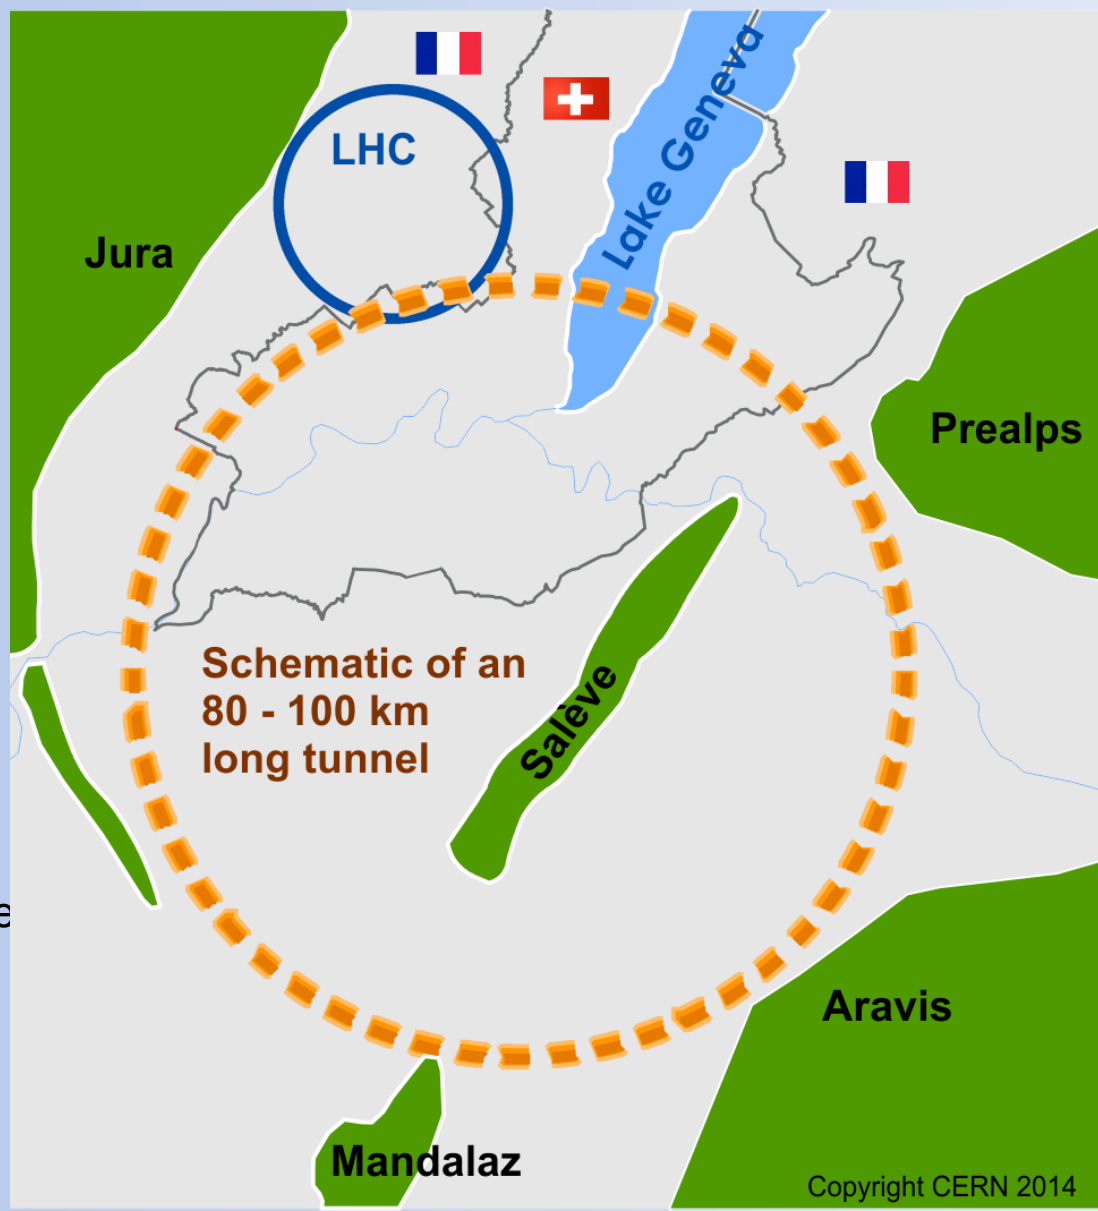 LHC
Lake Geneva
Jura
Prealps
Schematic of an
80 - 100 km
long tunnel
Salève
e
Aravis
Mandalaz
Copyright CERN 2014